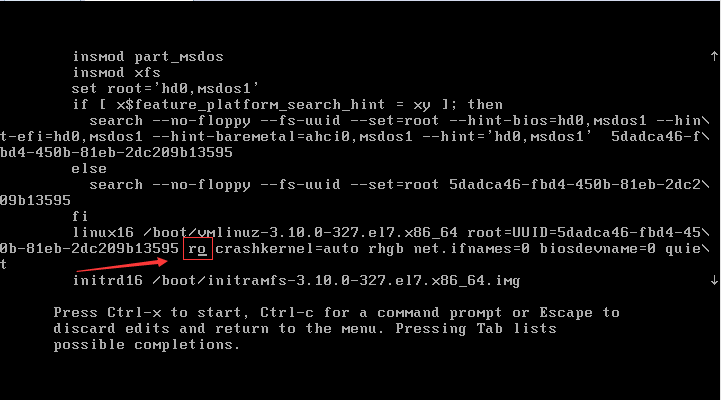 insmod part_msdos
insmod xfs
set root='hd0,msdos1'
if [ x$feature_platform_search_hint = xy ]; then
search --no-floppy --fs-uuid --set=root --hint-bios=hd0,msdos1 --hin\
t-efi=hd0,msdos1 --hint-baremetal=ahci0,msdos1 --hint='hd0,msdos1'  5dadca46-f\
bd4-450b-81eb-2dc209b13595
else
search --no-floppy --fs-uuid --set=root 5dadca46-fbd4-450b-81eb-2dc2\
09b13595
fi
linux16 /boot/vmlinuz-3.10.0-327.el7.x86_64 root=UUID=5dadca46-fbd4-45\
0b-81eb-2dc209b13595 ro crashkernel=auto rhgb net.ifnames=0 biosdevname=0 quie\
t
initrd16 /boot/initramfs-3.10.0-327.el7.x86_64.img
Press Ctrl-x to start, Ctrl-c for a command prompt or Escape to
discard edits and return to the menu. Pressing Tab lists
possible completions.